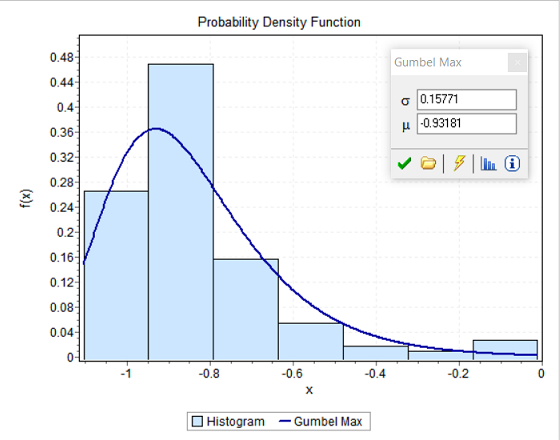 Probability Density Function
Gumbel Max
σ 0.15771
μ -0.93181
f(x)
0.48
0.44
0.4
0.36
0.32
0.28
0.24
0.2
0.16
0.12
0.08
0.04
0
-1 -0.8 -0.6 -0.4 -0.2 0
x
Histogram Gumbel Max